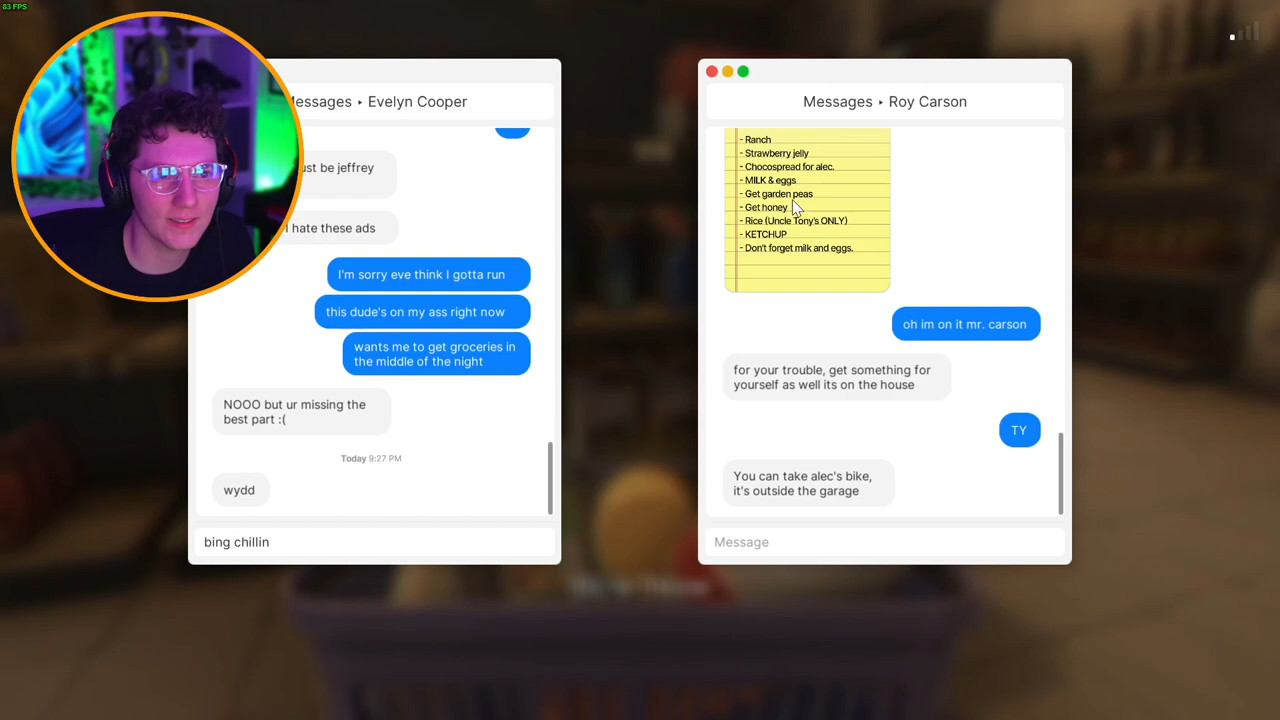 83 FPS
Messages ▸ Evelyn Cooper
ust be jeffrey
I hate these ads
I'm sorry eve think I gotta run
this dude's on my ass right now
wants me to get groceries in
the middle of the night
NOOO but ur missing the
best part :(
Today 9:27 PM
wydd
bing chillin
Messages ▸ Roy Carson
- Ranch
- Strawberry jelly
- Chocospread for alec.
- MILK & eggs
- Get garden peas
- Get honey
- Rice (Uncle Tony's ONLY)
- KETCHUP
- Don't forget milk and eggs.
oh im on it mr. carson
for your trouble, get something for
yourself as well its on the house
TY
You can take alec's bike,
it's outside the garage
Message